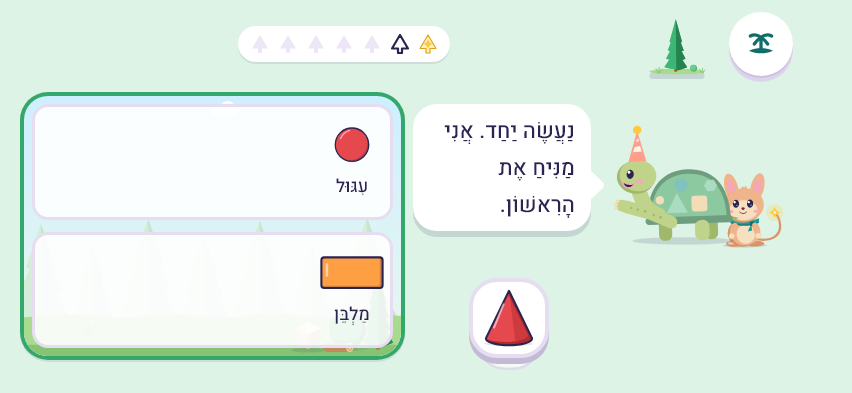 נַעֲשֶׂה יַחַד. אֲנִי
מַנִּיחַ אֶת
הָרִאשׁוֹן.
עִגּוּל
מַלְבֵּן